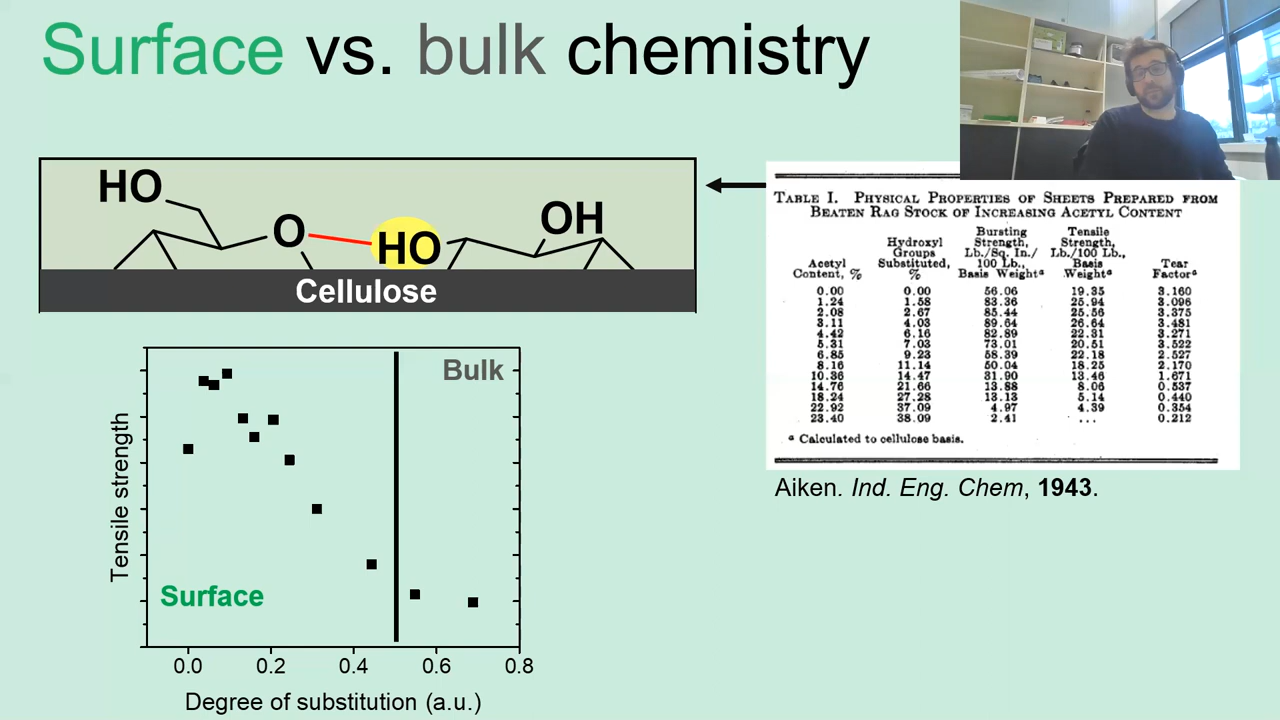 Surface vs. bulk chemistry
HO
O
HO
OH
Cellulose
TABLE I. PHYSICAL PROPERTIES OF SHEETS PREPARED FROM
BEATEN RAG STOCK OF INCREASING ACETYL CONTENT
Acetyl Content, % Hydroxyl Groups Substituted, % Bursting Strength, Lb./Sq. In./ 100 Lb., Basis Weightᵃ Tensile Strength, Lb./100 Lb., Basis Weightᵃ Tear Factorᵃ
0.00 0.00 56.06 19.35 3.160
1.24 1.58 83.36 25.94 3.096
2.08 2.67 85.44 25.56 3.375
3.11 4.03 89.64 26.64 3.481
4.42 6.16 82.89 22.31 3.271
5.31 7.03 73.01 20.51 3.522
6.85 9.23 58.39 22.18 2.527
8.16 11.14 50.04 18.25 2.170
10.36 14.47 31.90 13.46 1.671
14.76 21.66 13.88 8.06 0.537
18.24 27.28 13.13 5.14 0.440
22.92 37.09 4.97 4.39 0.354
23.40 38.09 2.41 ... 0.212
ᵃ Calculated to cellulose basis.
Aiken. Ind. Eng. Chem, 1943.
Bulk
Surface
Tensile strength
0.0 0.2 0.4 0.6 0.8
Degree of substitution (a.u.)